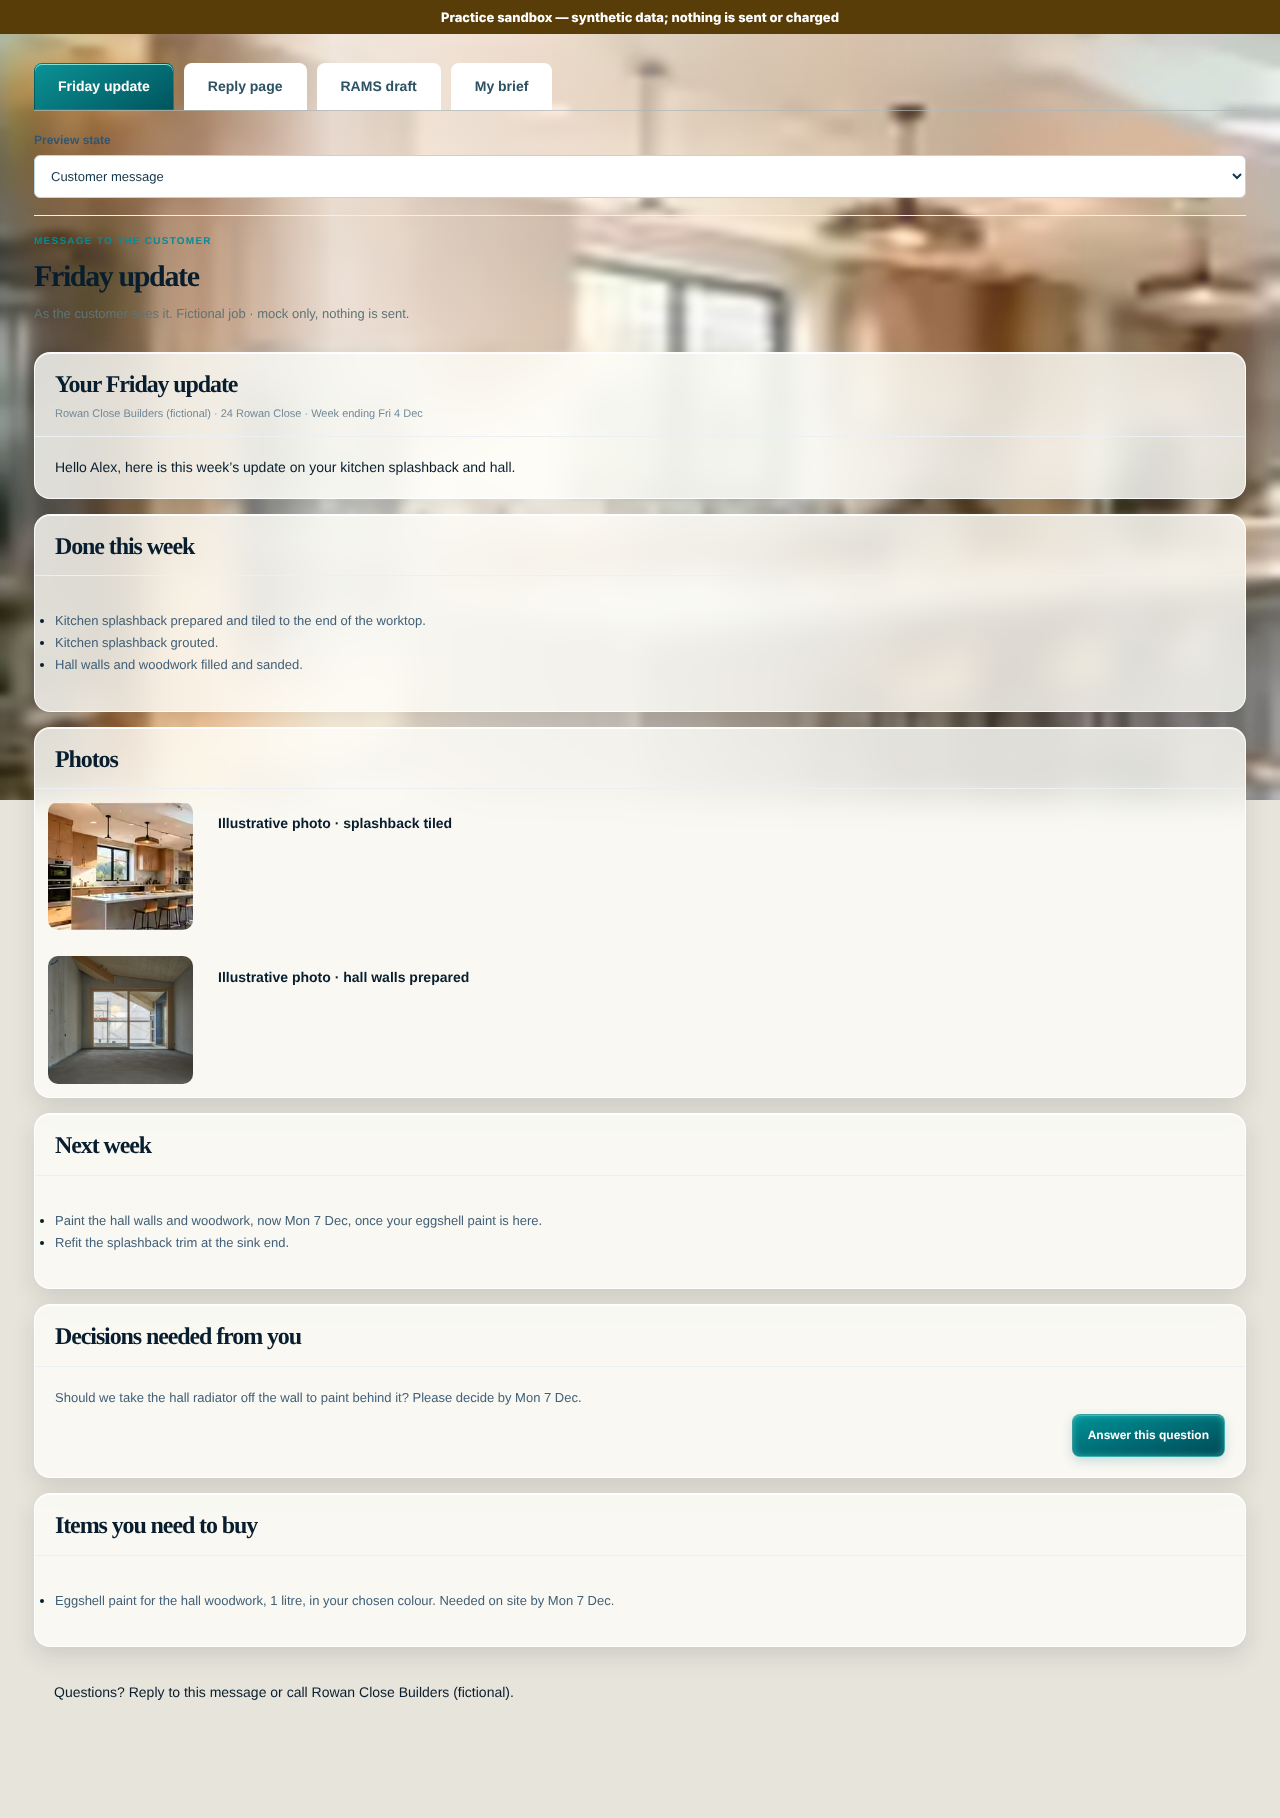 Practice sandbox — synthetic data; nothing is sent or charged
Friday update
Reply page
RAMS draft
My brief
Preview state
Customer message
MESSAGE TO THE CUSTOMER
Friday update
As the customer sees it. Fictional job · mock only, nothing is sent.
Your Friday update
Rowan Close Builders (fictional) · 24 Rowan Close · Week ending Fri 4 Dec
Hello Alex, here is this week’s update on your kitchen splashback and hall.
Done this week
• Kitchen splashback prepared and tiled to the end of the worktop.
• Kitchen splashback grouted.
• Hall walls and woodwork filled and sanded.
Photos
Illustrative photo · splashback tiled
Illustrative photo · hall walls prepared
Next week
• Paint the hall walls and woodwork, now Mon 7 Dec, once your eggshell paint is here.
• Refit the splashback trim at the sink end.
Decisions needed from you
Should we take the hall radiator off the wall to paint behind it? Please decide by Mon 7 Dec.
Answer this question
Items you need to buy
• Eggshell paint for the hall woodwork, 1 litre, in your chosen colour. Needed on site by Mon 7 Dec.
Questions? Reply to this message or call Rowan Close Builders (fictional).